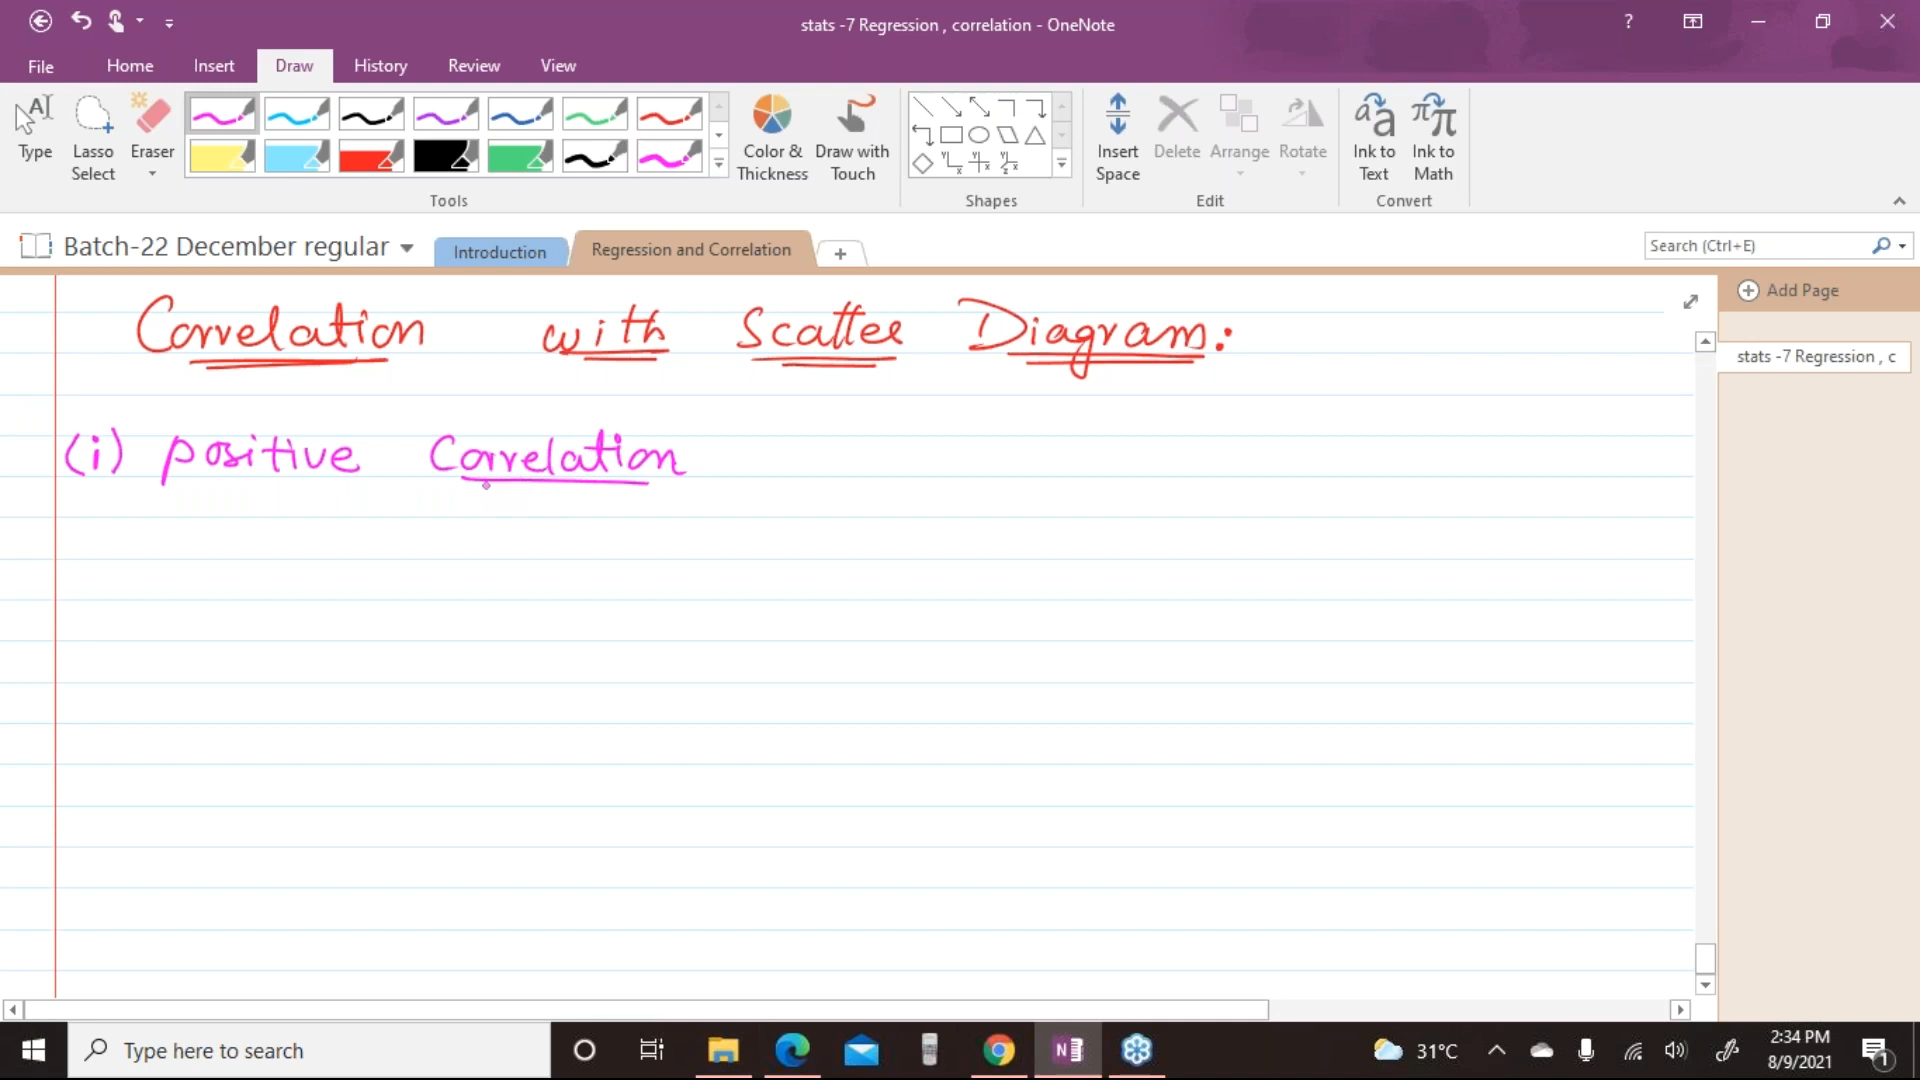 stats -7 Regression , correlation - OneNote ?
File Home Insert Draw History Review View
Type Lasso Select Eraser Color & Thickness Draw with Touch Insert Space Delete Arrange Rotate Ink to Text Ink to Math
Tools Shapes Edit Convert
Batch-22 December regular Introduction Regression and Correlation + Search (Ctrl+E)
Add Page
stats -7 Regression , c
Correlation with Scatter Diagram:
(i) positive Correlation
Type here to search 31°C 2:34 PM
8/9/2021 1